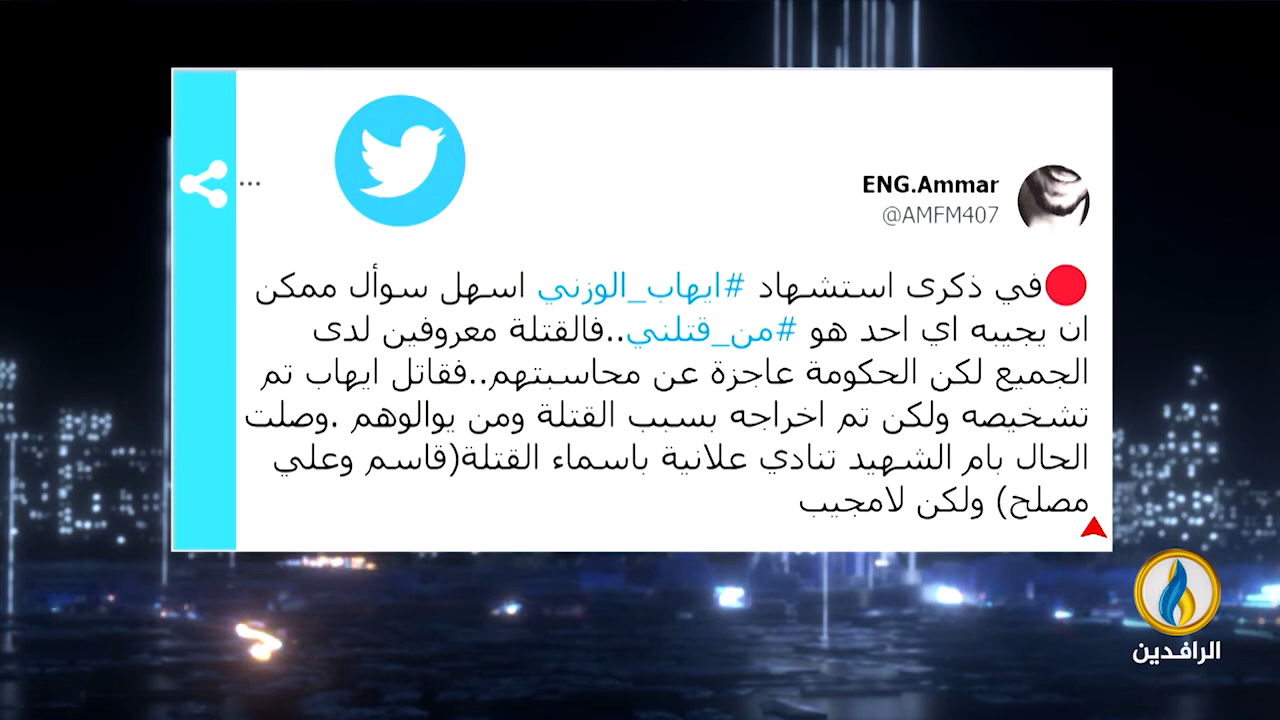 ENG.Ammar
@AMFM407
في ذكرى استشهاد #ايهاب_الوزني اسهل سوأل ممكن
ان يجيبه اي احد هو #من_قتلني..فالقتلة معروفين لدى
الجميع لكن الحكومة عاجزة عن محاسبتهم..فقاتل ايهاب تم
تشخيصه ولكن تم اخراجه بسبب القتلة ومن يوالوهم .وصلت
الحال بام الشهيد تنادي علانية باسماء القتلة(قاسم وعلي
مصلح) ولكن لامجيب
الرافدين